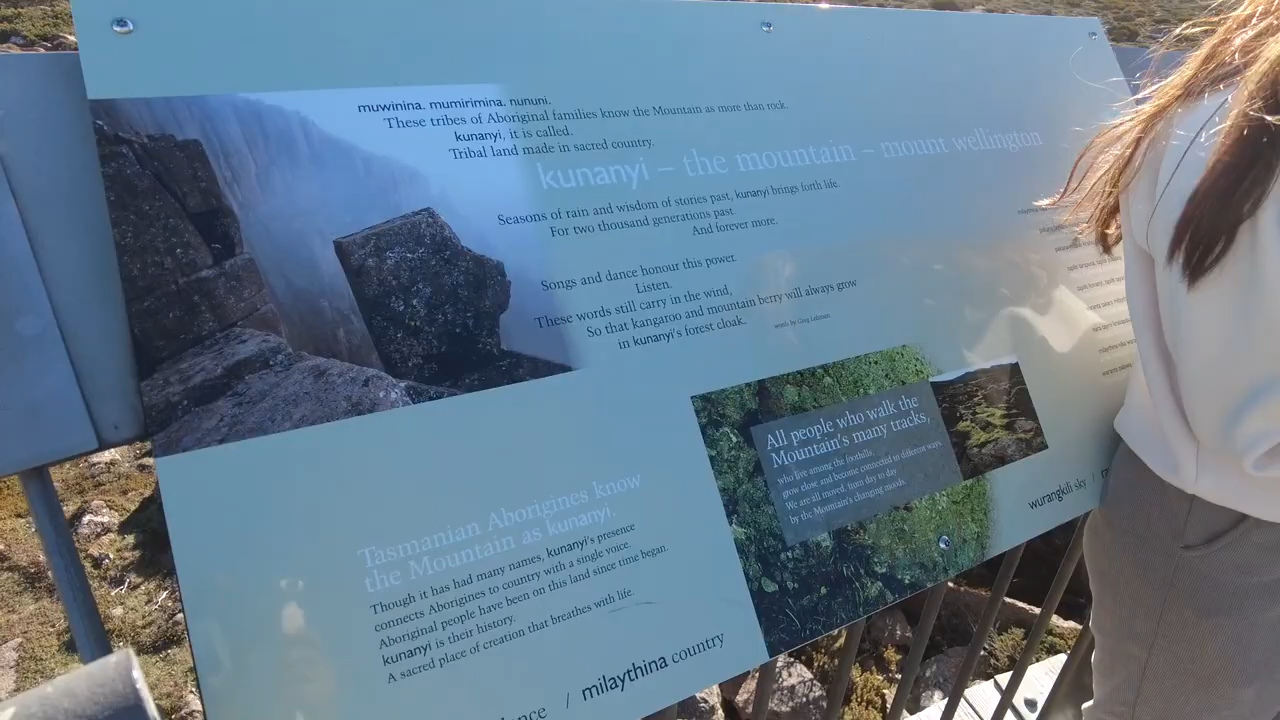 muwinina. mumirimina. nununi.
These tribes of Aboriginal families know the Mountain as more than rock.
kunanyi, it is called.
Tribal land made in sacred country.
kunanyi – the mountain – mount wellington
Seasons of rain and wisdom of stories past, kunanyi brings forth life.
For two thousand generations past.
And forever more.
Songs and dance honour this power.
Listen.
These words still carry in the wind,
So that kangaroo and mountain berry will always grow
in kunanyi's forest cloak.
words by Greg Lehman.
All people who walk the
Mountain's many tracks,
who live among the foothills,
grow close and become connected to different ways.
We are all moved, from day to day
by the Mountain's changing moods.
Tasmanian Aborigines know
the Mountain as kunanyi.
Though it has had many names, kunanyi's presence
connects Aborigines to country with a single voice.
Aboriginal people have been on this land since time began.
kunanyi is their history.
A sacred place of creation that breathes with life.
/ milaythina country
wurangkili sky /